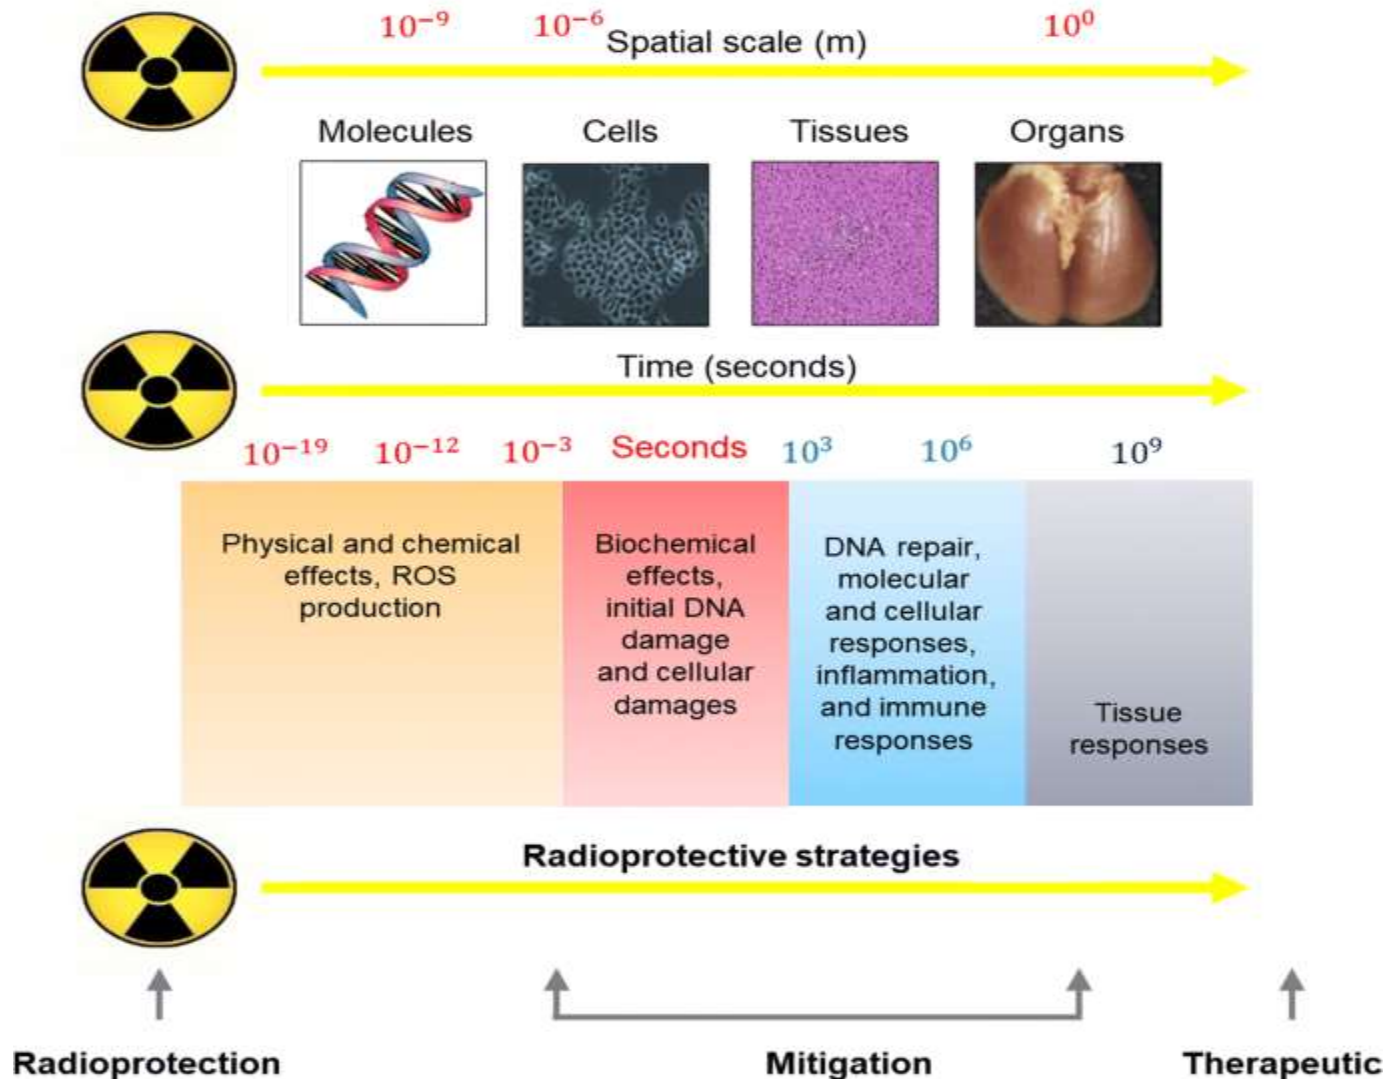 10⁻⁹ 10⁻⁶ 10⁰
Spatial scale (m)
Molecules Cells Tissues Organs
Time (seconds)
10⁻¹⁹ 10⁻¹² 10⁻³ Seconds 10³ 10⁶ 10⁹
Physical and chemical
effects, ROS
production
Biochemical
effects,
initial DNA
damage
and cellular
damages
DNA repair,
molecular
and cellular
responses,
inflammation,
and immune
responses
Tissue
responses
Radioprotective strategies
Radioprotection Mitigation Therapeutic